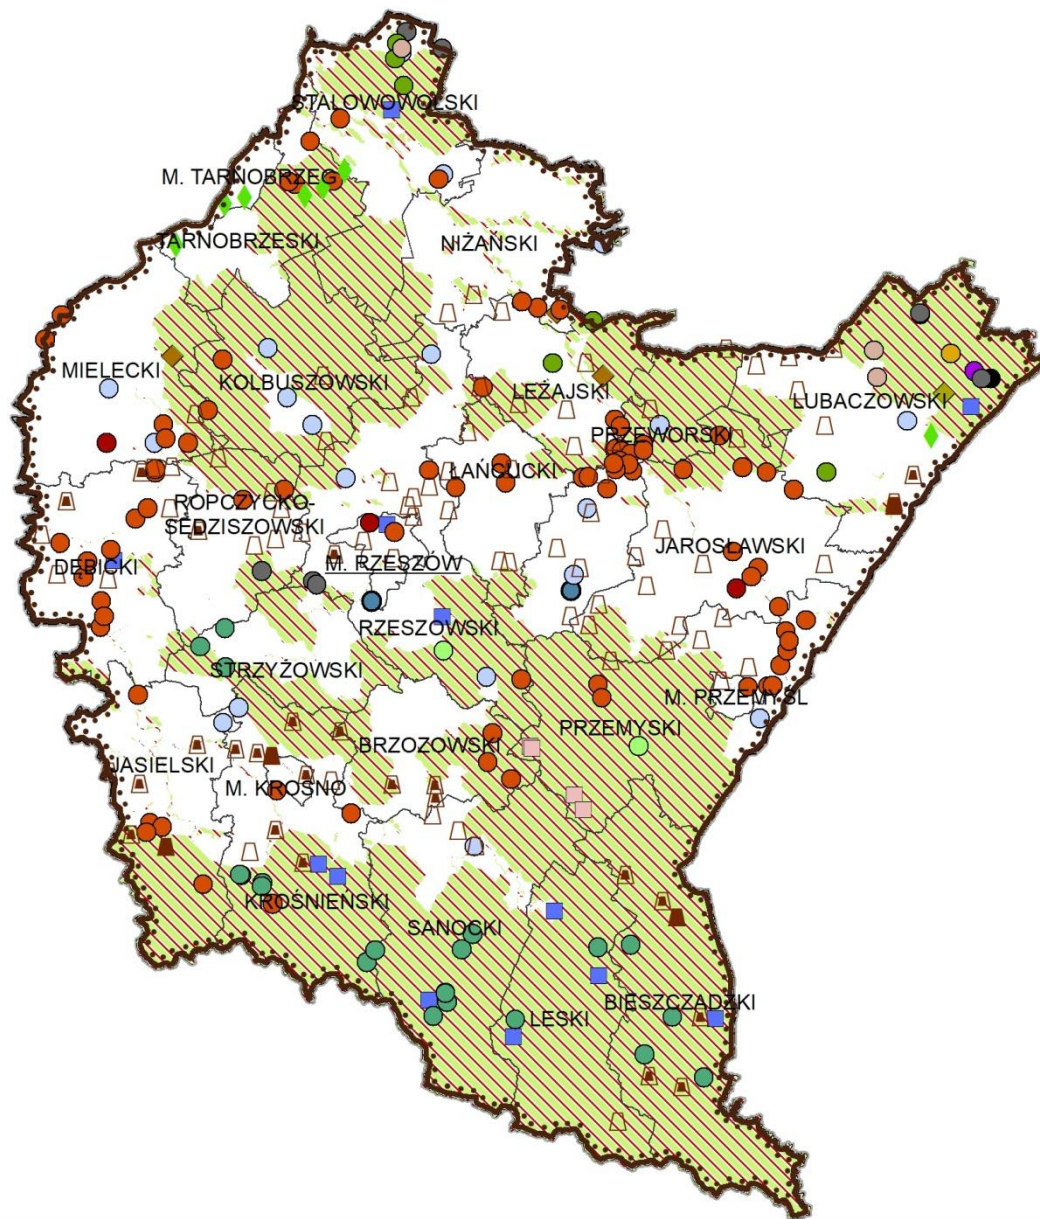 STALOWOWOLSKI
M. TARNOBRZEG
TARNOBRZESKI
NIŻAŃSKI
MIELECKI
KOLBUSZOWSKI
LEŻAJSKI
LUBACZOWSKI
PRZEWORSKI
ŁAŃCUCKI
ROPCZYCKO-
SĘDZISZOWSKI
JAROSŁAWSKI
M. RZESZÓW
DĘBICKI
RZESZOWSKI
STRZYŻOWSKI
M. PRZEMYŚL
PRZEMYSKI
BRZOZOWSKI
JASIELSKI
M. KROSNO
KROŚNIEŃSKI
SANOCKI
BIESZCZADZKI
LESKI